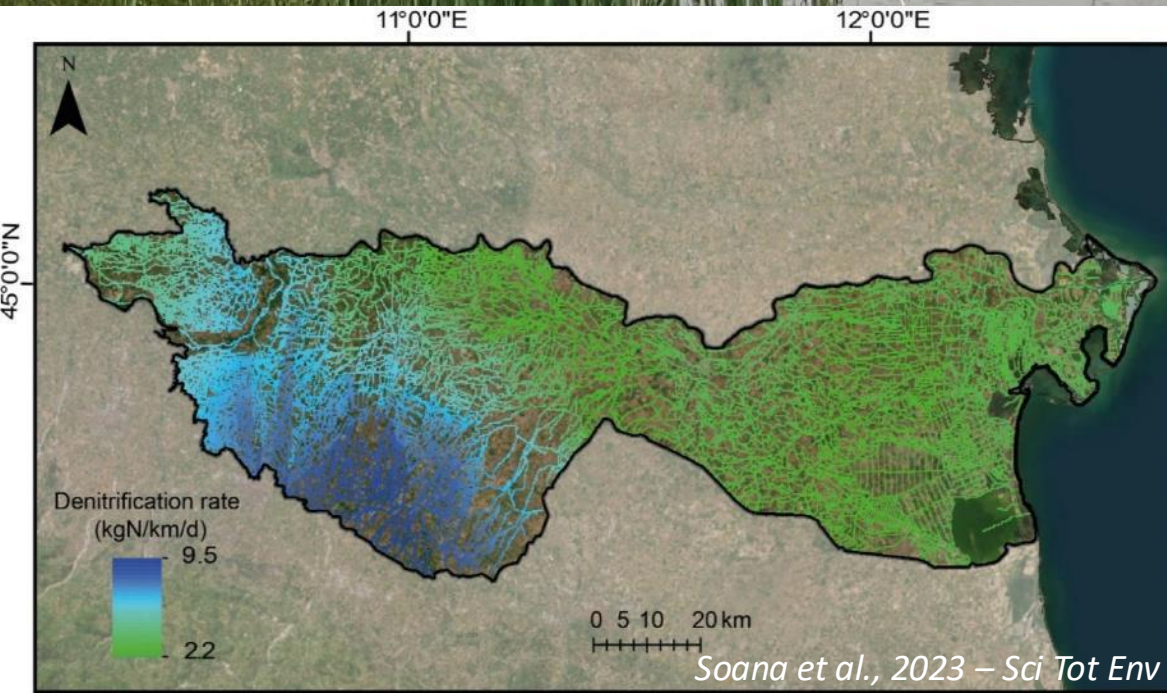 11°0'0"E
12°0'0"E
N
45°0'0"N
Denitrification rate
(kgN/km/d)
9.5
2.2
0 5 10 20 km
Soana et al., 2023 – Sci Tot Env